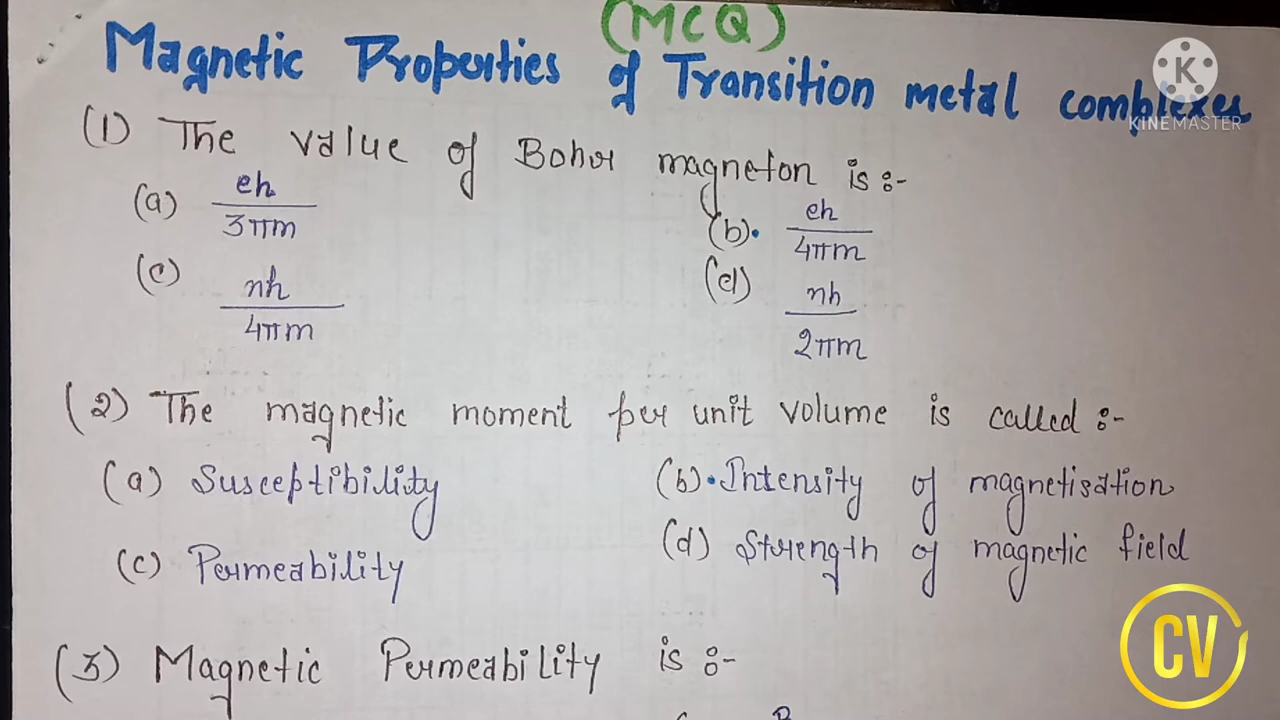 (MCQ)
Magnetic Properties of Transition metal complexes
K
KINEMASTER
(1) The value of Bohor magneton is :-
(a) eh/3πm (b)• eh/4πm
(c) nh/4πm (d) nh/2πm
(2) The magnetic moment per unit volume is called :-
(a) Susceptibility (b)• Intensity of magnetisation
(c) Permeability (d) Strength of magnetic field
CV
(3) Magnetic Permeability is :-